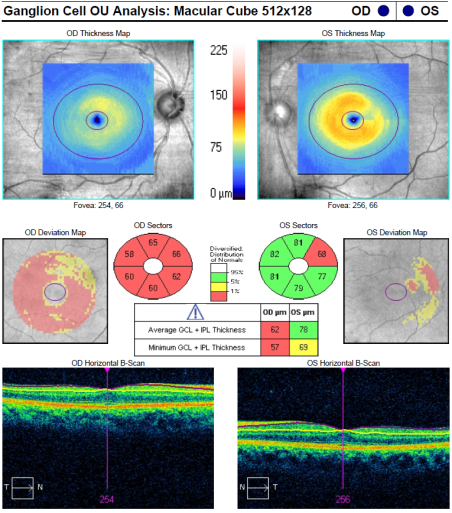 Ganglion Cell OU Analysis: Macular Cube 512x128 OD OS
OD Thickness Map
OS Thickness Map
225
150
75
0 µm
Fovea: 254, 66
Fovea: 256, 66
OD Deviation Map
OD Sectors
OS Sectors
OS Deviation Map
65
58 66
60 62
60
Diversified:
Distribution
of Normals
95%
5%
1%
81
82 68
81 77
79
OD µm OS µm
Average GCL + IPL Thickness 62 78
Minimum GCL + IPL Thickness 57 69
OD Horizontal B-Scan
OS Horizontal B-Scan
T N
254
T N
256